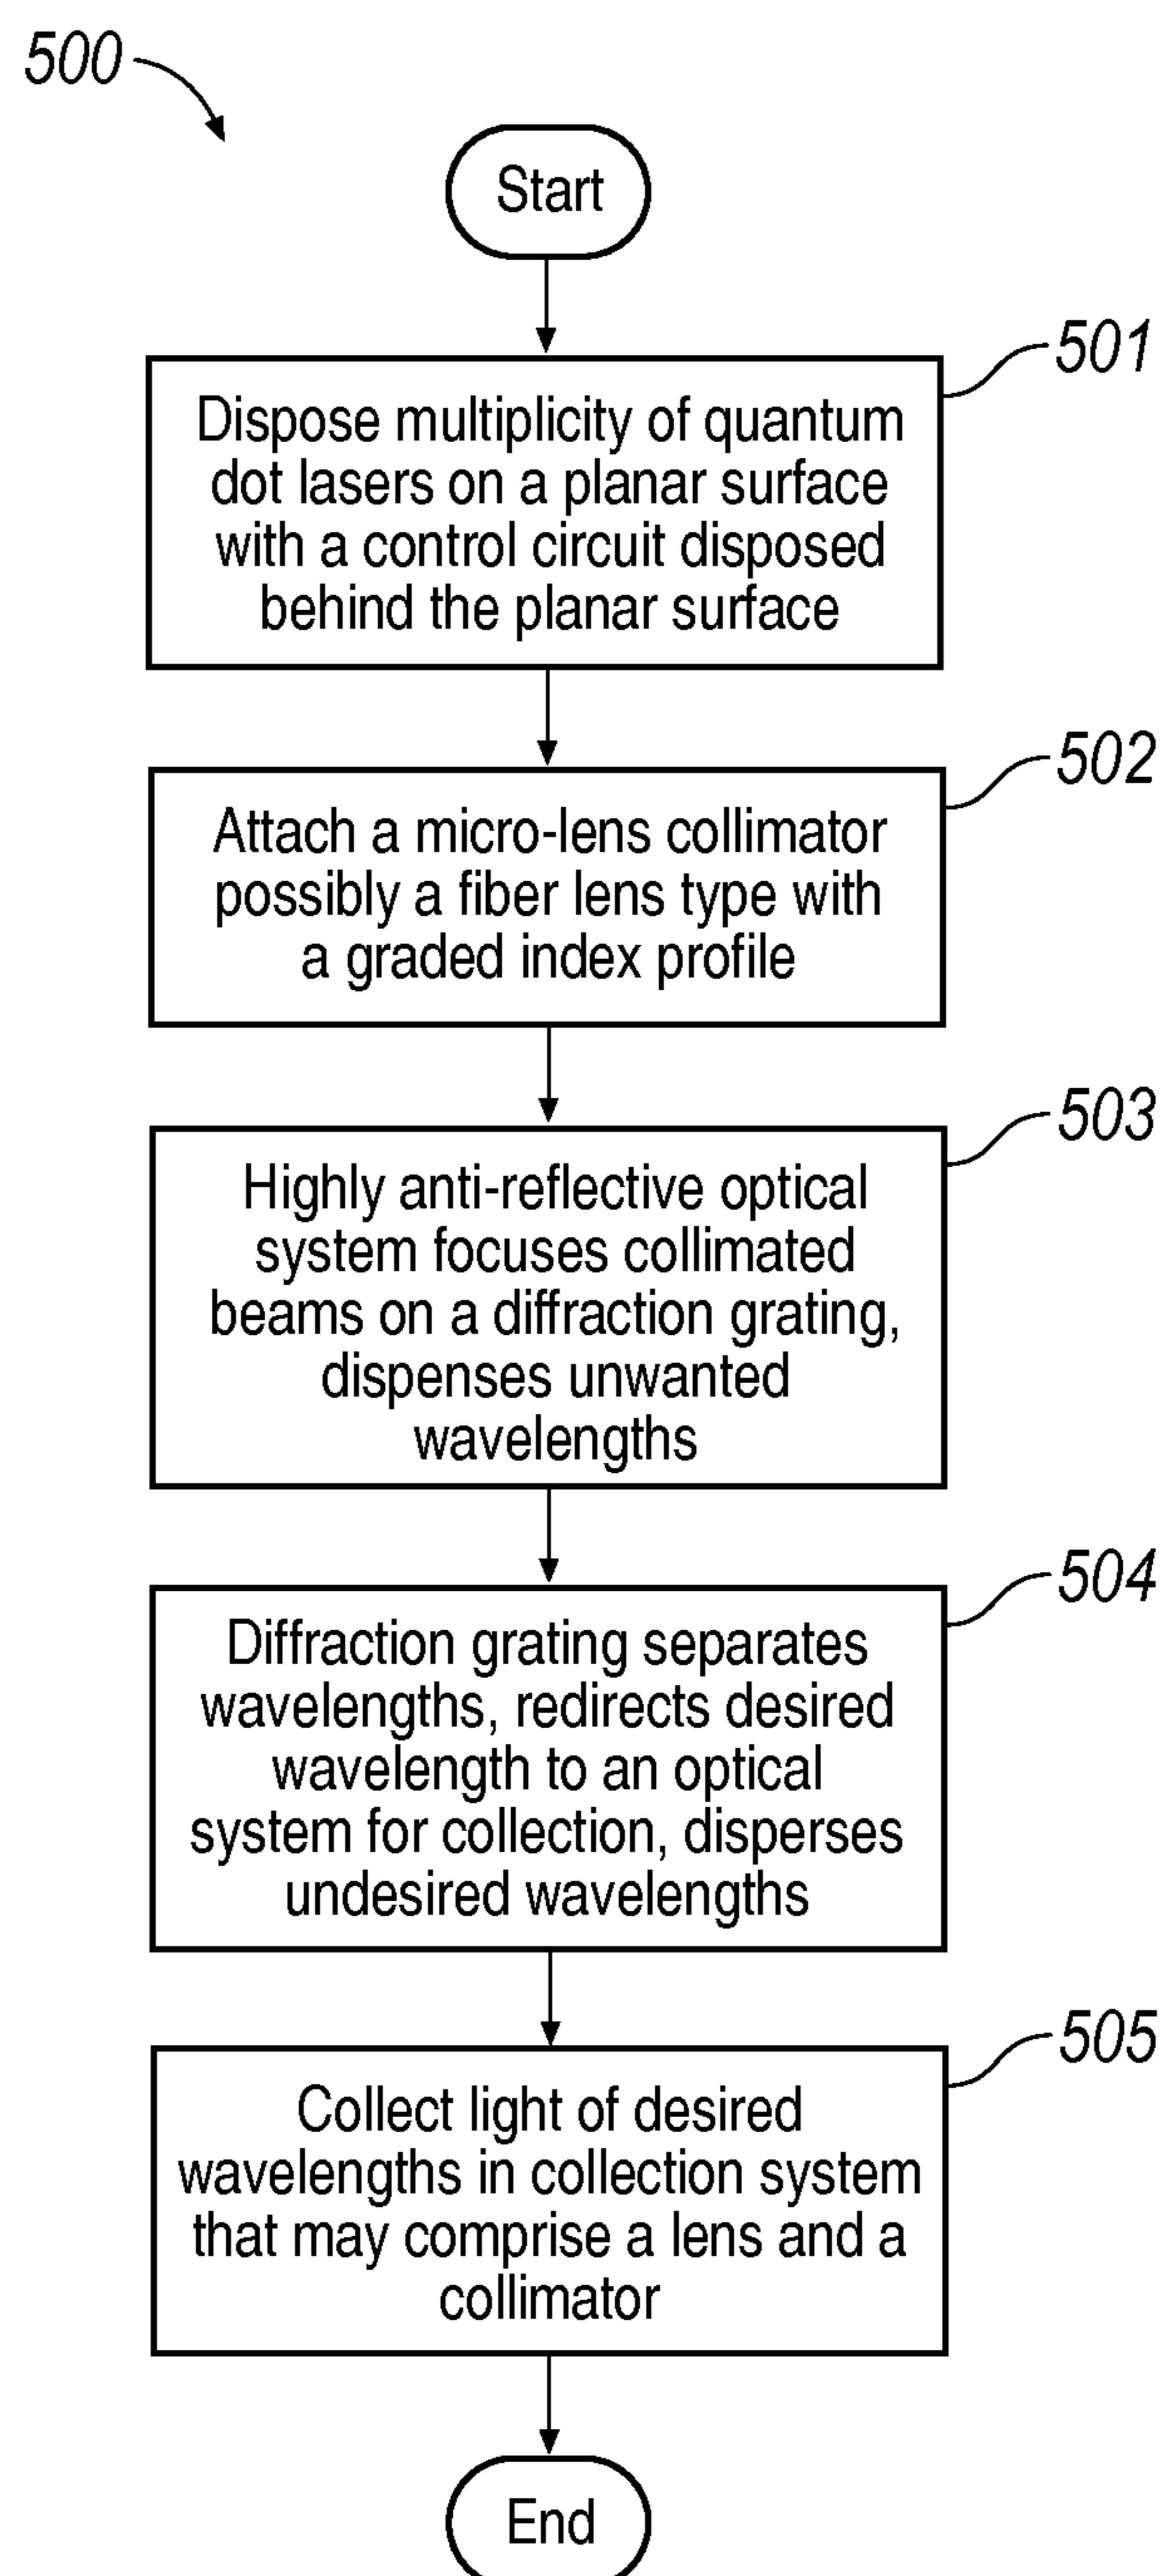 500
Start
501
Dispose multiplicity of quantum
dot lasers on a planar surface
with a control circuit disposed
behind the planar surface
502
Attach a micro-lens collimator
possibly a fiber lens type with
a graded index profile
503
Highly anti-reflective optical
system focuses collimated
beams on a diffraction grating,
dispenses unwanted
wavelengths
504
Diffraction grating separates
wavelengths, redirects desired
wavelength to an optical
system for collection, disperses
undesired wavelengths
505
Collect light of desired
wavelengths in collection system
that may comprise a lens and a
collimator
End